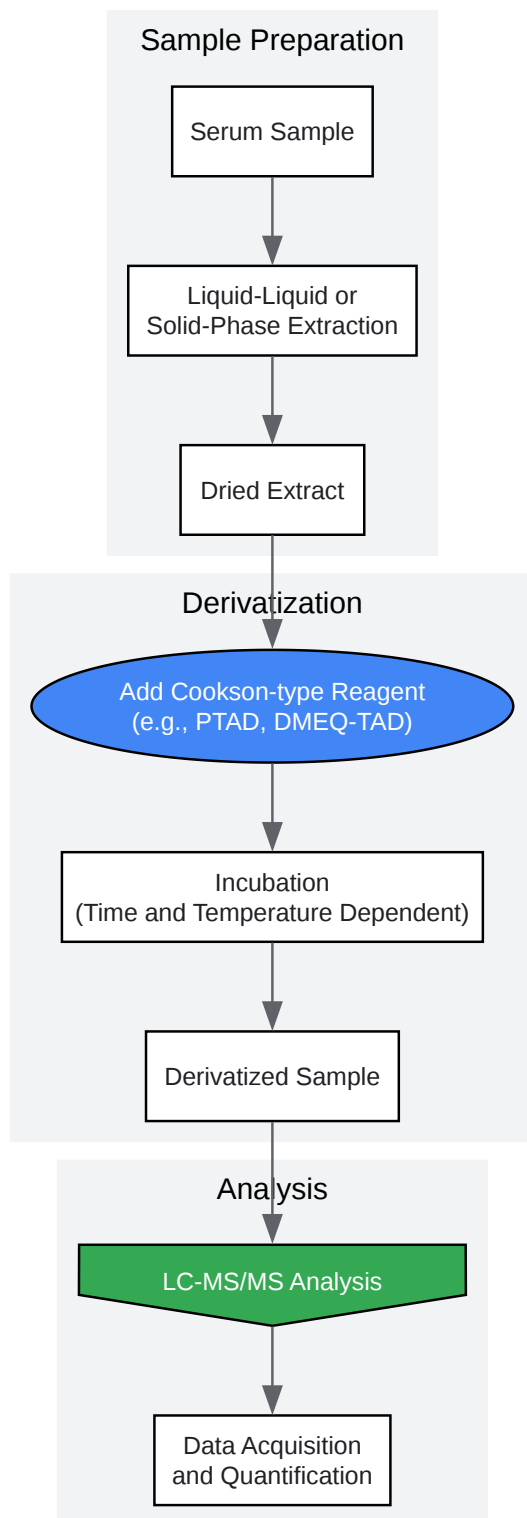 Sample Preparation
Serum Sample
Liquid-Liquid or
Solid-Phase Extraction
Dried Extract
Derivatization
Add Cookson-type Reagent
(e.g., PTAD, DMEQ-TAD)
Incubation
(Time and Temperature Dependent)
Derivatized Sample
Analysis
LC-MS/MS Analysis
Data Acquisition
and Quantification